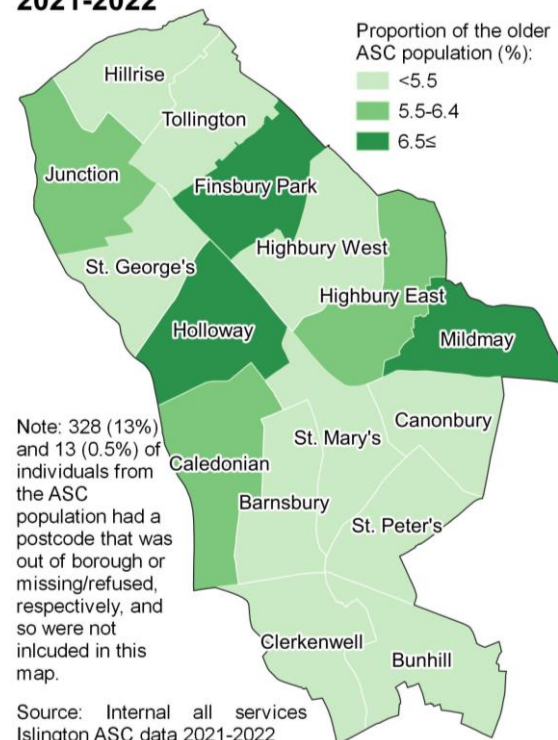 2021-2022
Proportion of the older
ASC population (%):
<5.5
5.5-6.4
6.5≤
Hillrise
Tollington
Junction
Finsbury Park
Highbury West
St. George's
Highbury East
Holloway
Mildmay
Canonbury
St. Mary's
Caledonian
Barnsbury
St. Peter's
Clerkenwell
Bunhill
Note: 328 (13%)
and 13 (0.5%) of
individuals from
the ASC
population had a
postcode that was
out of borough or
missing/refused,
respectively, and
so were not
inlcuded in this
map.
Source: Internal all services
Islington ASC data 2021-2022